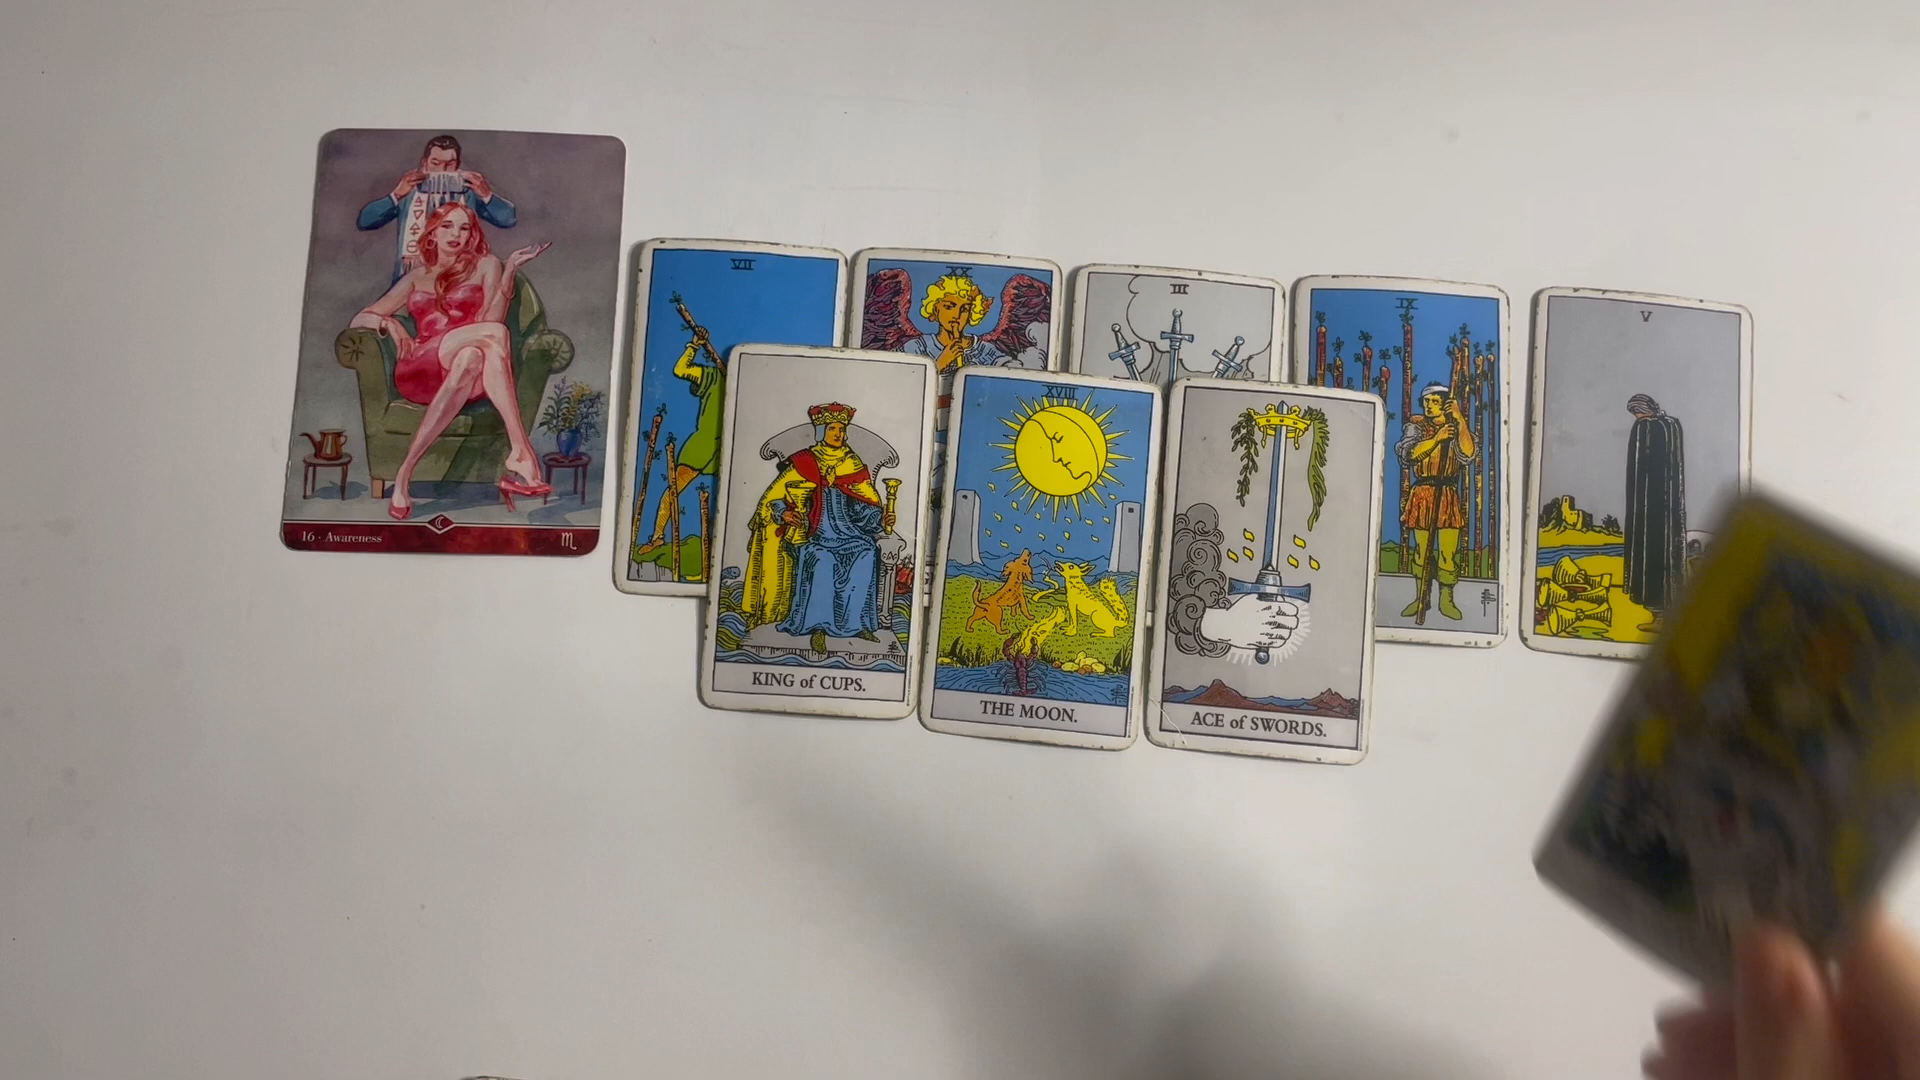 16 · Awareness
VII
XX
III
IX
V
KING of CUPS.
XVIII
THE MOON.
ACE of SWORDS.